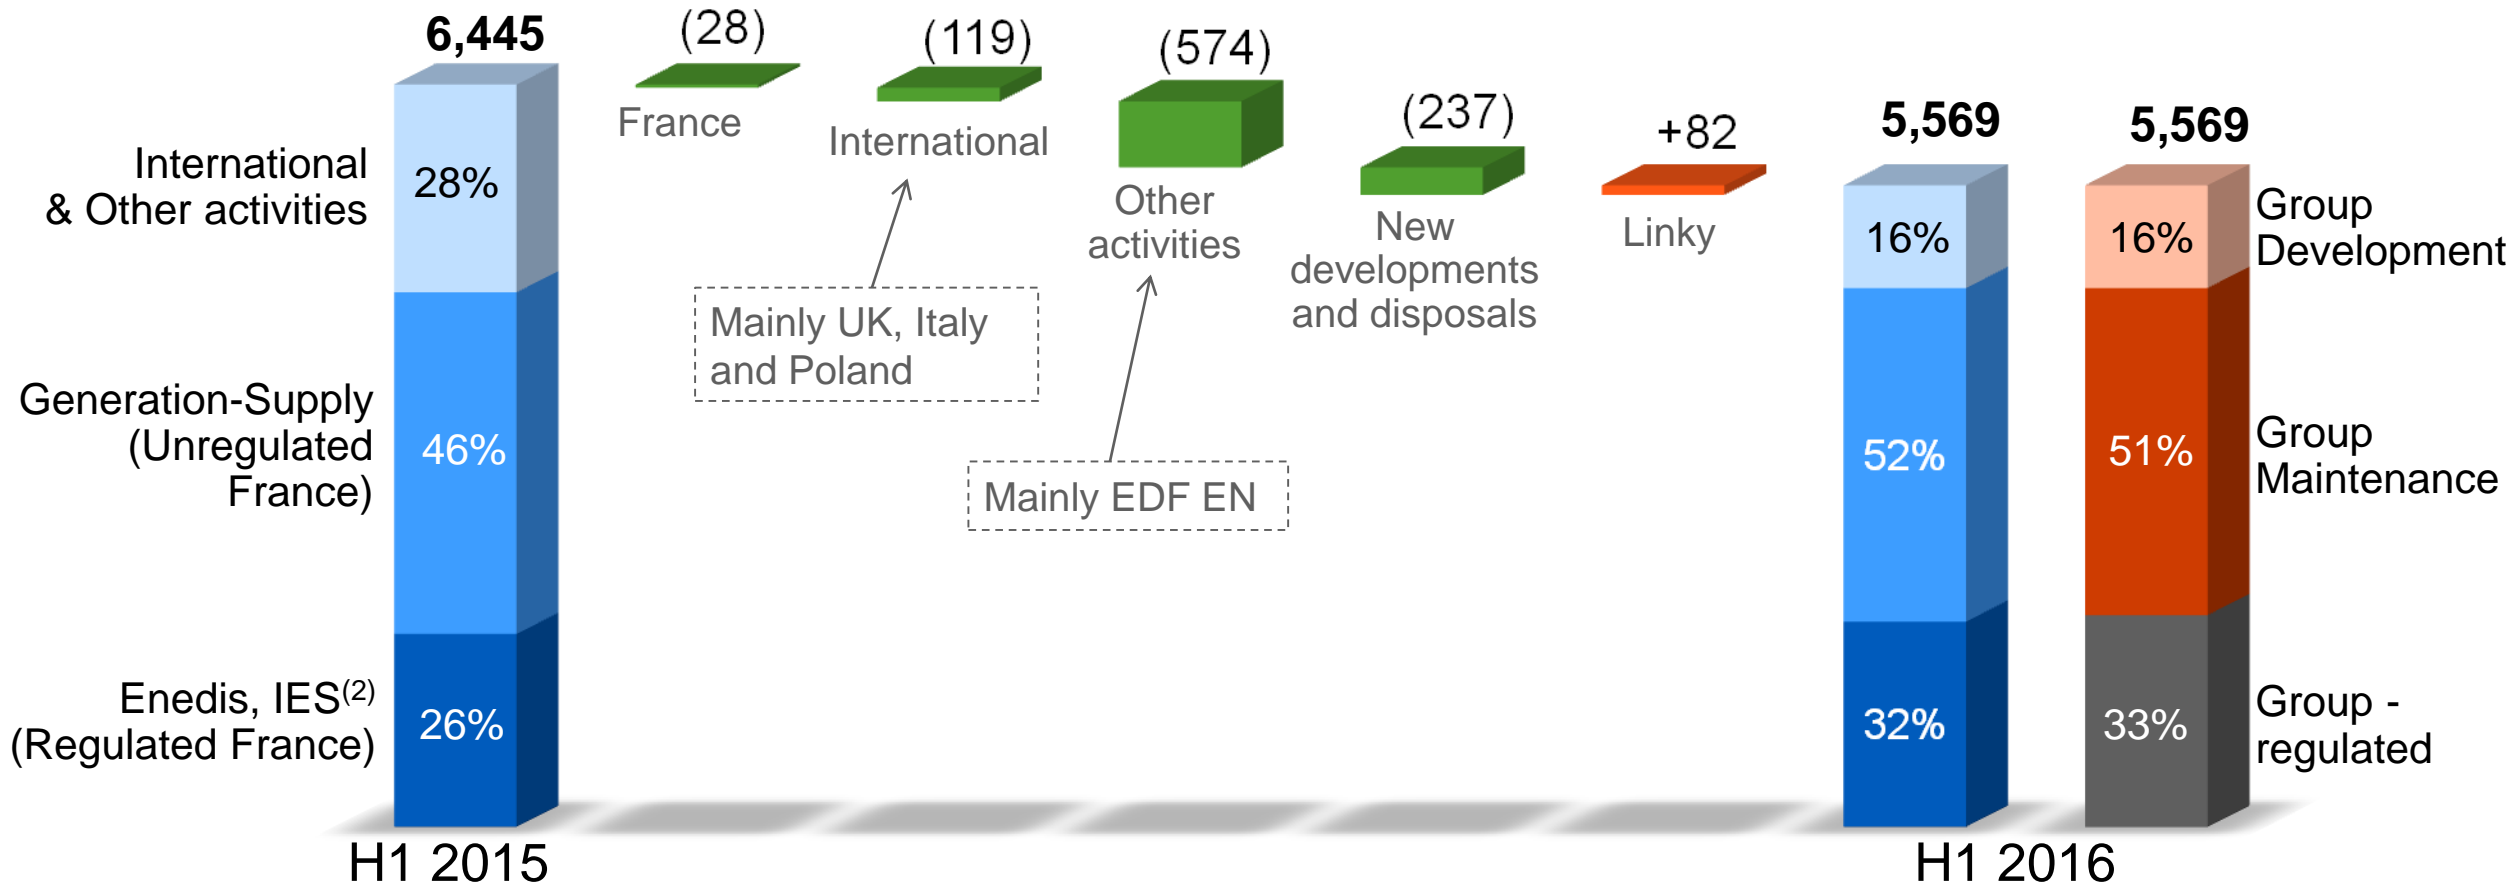 6,445
(28)
(119)
(574)
(237)
+82
5,569
5,569
France
International
Other
activities
New
developments
and disposals
Linky
International
& Other activities
28%
16%
16%
Group
Development
Mainly UK, Italy
and Poland
Generation-Supply
(Unregulated
France)
46%
52%
51%
Group
Maintenance
Mainly EDF EN
Enedis, IES(2)
(Regulated France)
26%
32%
33%
Group -
regulated
H1 2015
H1 2016